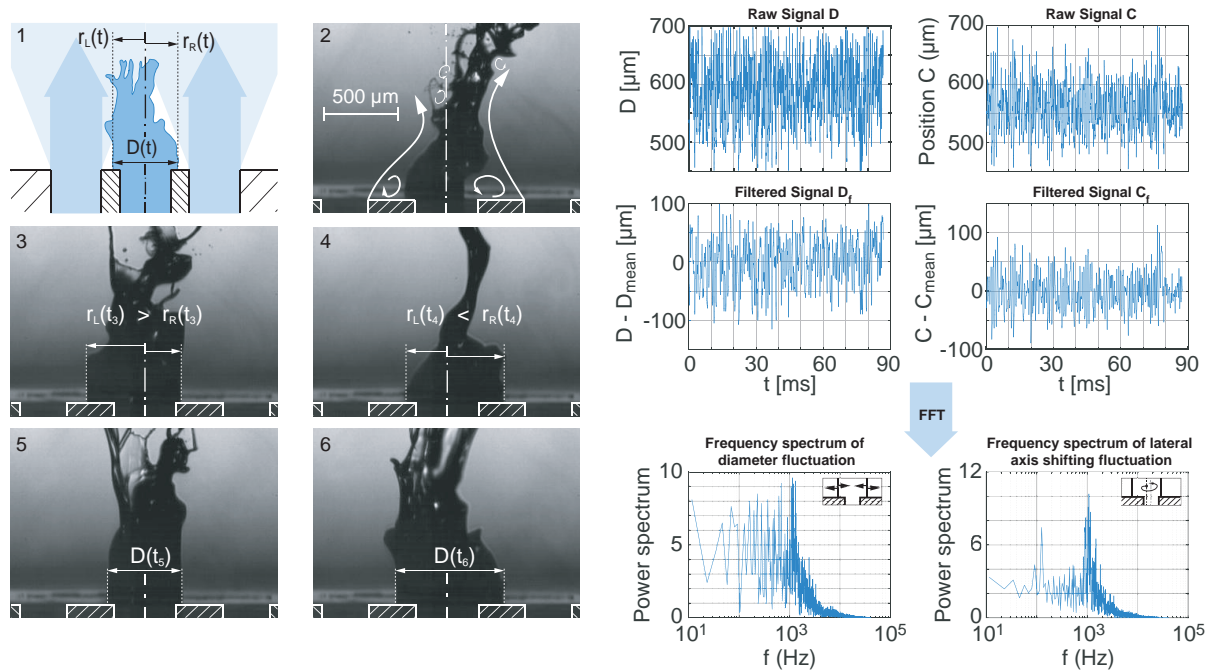 1
r_L(t)
r_R(t)
D(t)
2
500 µm
3
r_L(t_3) > r_R(t_3)
4
r_L(t_4) < r_R(t_4)
5
D(t_5)
6
D(t_6)
Raw Signal D
700
600
500
D [µm]
Raw Signal C
700
600
500
Position C (µm)
Filtered Signal D_f
100
0
-100
D - D_mean [µm]
0 30 60 90
t [ms]
Filtered Signal C_f
100
0
-100
C - C_mean [µm]
0 30 60 90
t [ms]
FFT
Frequency spectrum of
diameter fluctuation
10
5
0
Power spectrum
10^1 10^3 10^5
f (Hz)
Frequency spectrum of lateral
axis shifting fluctuation
12
8
4
0
Power spectrum
10^1 10^3 10^5
f (Hz)